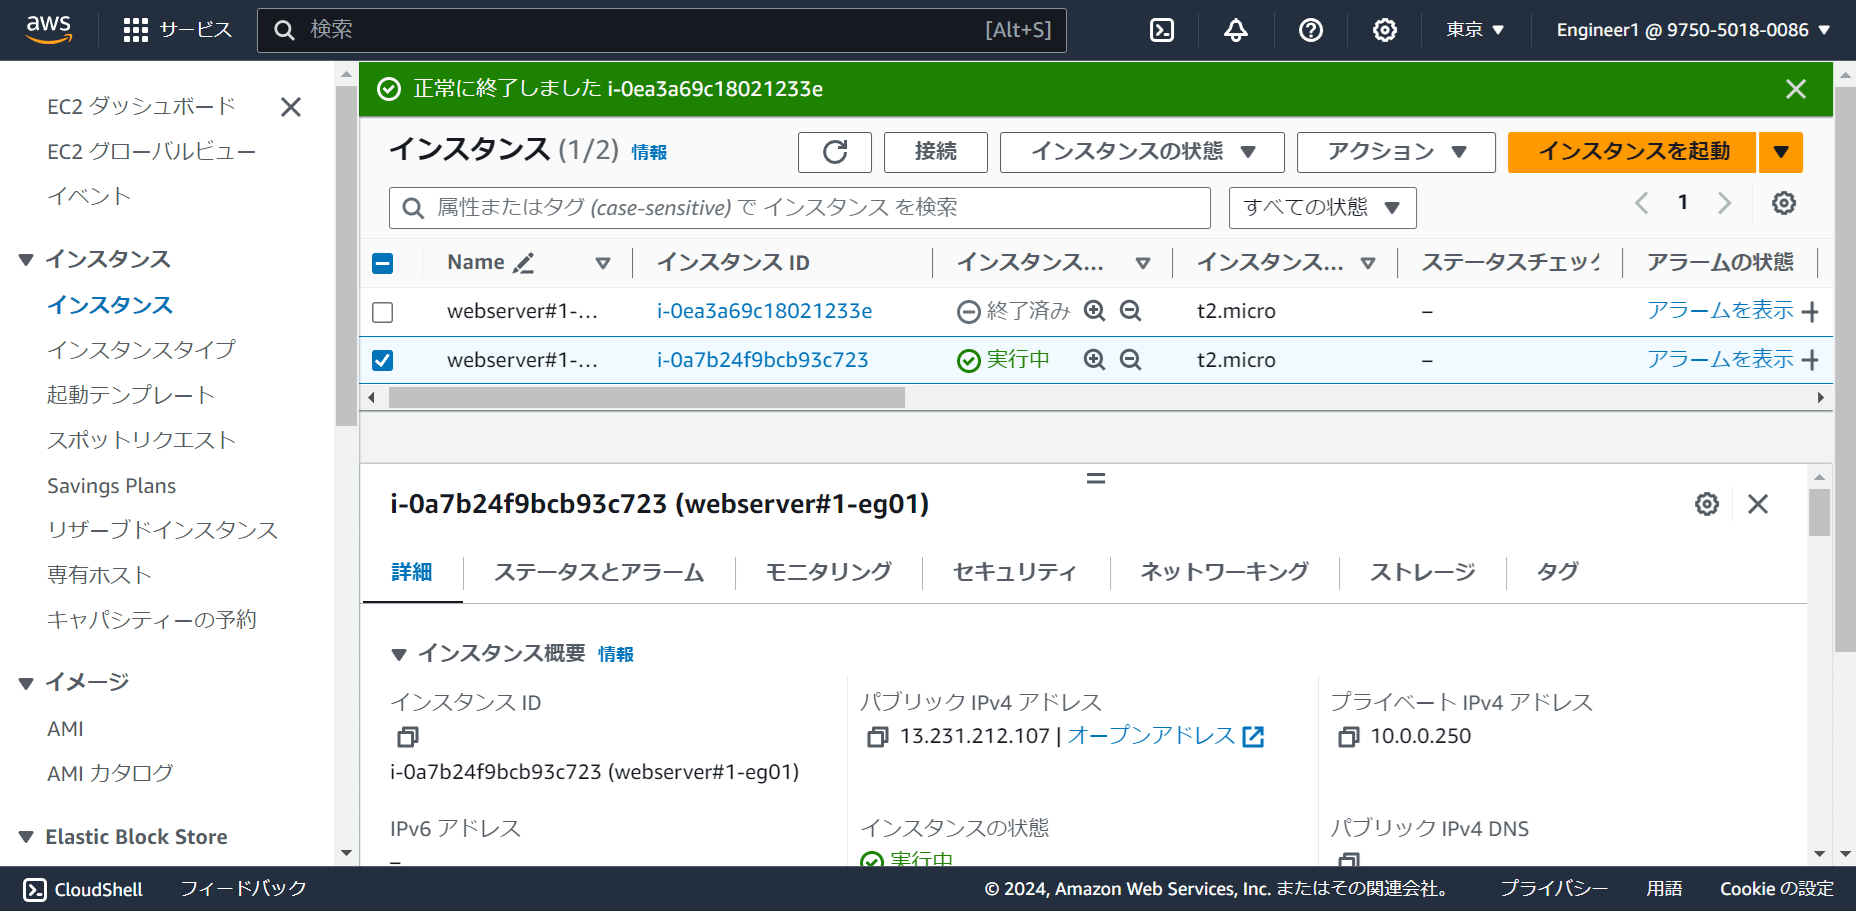 aws サービス 検索 [Alt+S] 東京 Engineer1 @ 9750-5018-0086
EC2 ダッシュボード
EC2 グローバルビュー
イベント
インスタンス
インスタンス
インスタンスタイプ
起動テンプレート
スポットリクエスト
Savings Plans
リザーブドインスタンス
専有ホスト
キャパシティーの予約
イメージ
AMI
AMI カタログ
Elastic Block Store
正常に終了しました i-0ea3a69c18021233e
インスタンス (1/2) 情報 接続 インスタンスの状態 アクション インスタンスを起動
属性またはタグ (case-sensitive) で インスタンス を検索 すべての状態 1
Name インスタンス ID インスタンス... インスタンス... ステータスチェック アラームの状態
webserver#1-... i-0ea3a69c18021233e 終了済み t2.micro – アラームを表示
webserver#1-... i-0a7b24f9bcb93c723 実行中 t2.micro – アラームを表示
i-0a7b24f9bcb93c723 (webserver#1-eg01)
詳細 ステータスとアラーム モニタリング セキュリティ ネットワーキング ストレージ タグ
インスタンス概要 情報
インスタンス ID
i-0a7b24f9bcb93c723 (webserver#1-eg01)
パブリック IPv4 アドレス
13.231.212.107 | オープンアドレス
プライベート IPv4 アドレス
10.0.0.250
IPv6 アドレス
–
インスタンスの状態
実行中
パブリック IPv4 DNS
CloudShell フィードバック © 2024, Amazon Web Services, Inc. またはその関連会社。 プライバシー 用語 Cookie の設定